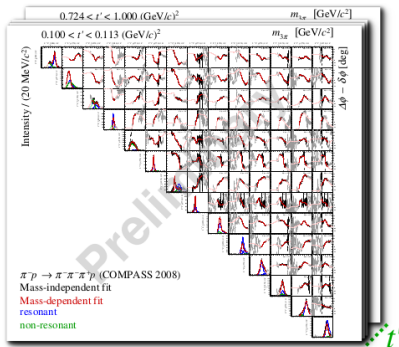 0.724 < t' < 1.000 (GeV/c)²
m₃π [GeV/c²]
0.100 < t' < 0.113 (GeV/c)²
m₃π [GeV/c²]
Intensity / (20 MeV/c²)
Δϕ − δϕ [deg]
Preliminary
π⁻p → π⁻π⁻π⁺p (COMPASS 2008)
Mass-independent fit
Mass-dependent fit
resonant
non-resonant
t'